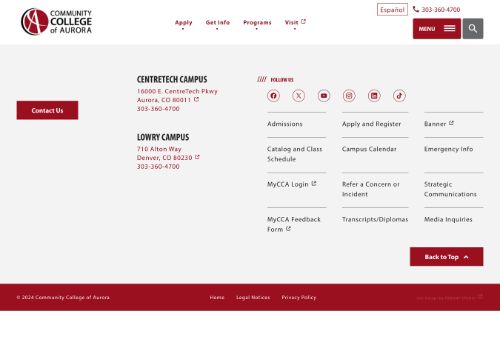 Español
303-360-4700
COMMUNITY
COLLEGE
of AURORA
Apply
Get Info
Programs
Visit
MENU
CENTRETECH CAMPUS
16000 E. CentreTech Pkwy
Aurora, CO 80011
303-360-4700
LOWRY CAMPUS
710 Alton Way
Denver, CO 80230
303-360-4700
Contact Us
//// FOLLOW US
Admissions
Apply and Register
Banner
Catalog and Class
Schedule
Campus Calendar
Emergency Info
MyCCA Login
Refer a Concern or
Incident
Strategic
Communications
MyCCA Feedback
Form
Transcripts/Diplomas
Media Inquiries
Back to Top
© 2024 Community College of Aurora
Home
Legal Notices
Privacy Policy